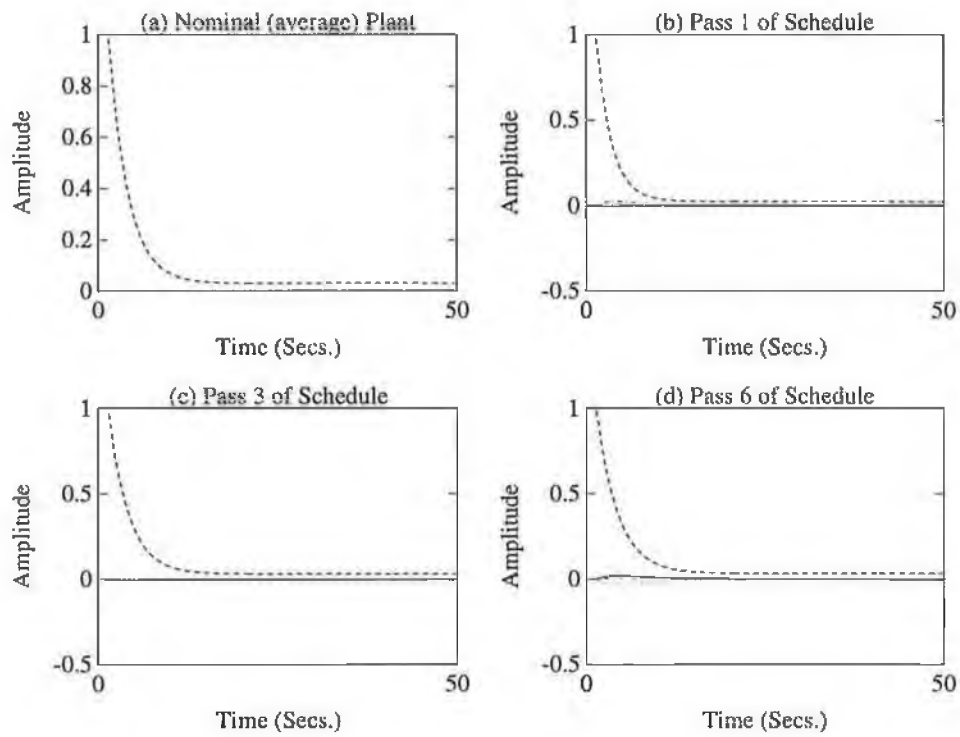 (a) Nominal (average) Plant
1
0.8
0.6
0.4
0.2
0
0
50
Amplitude
Time (Secs.)
(b) Pass 1 of Schedule
1
0.5
0
-0.5
0
50
Amplitude
Time (Secs.)
(c) Pass 3 of Schedule
1
0.5
0
-0.5
0
50
Amplitude
Time (Secs.)
(d) Pass 6 of Schedule
1
0.5
0
-0.5
0
50
Amplitude
Time (Secs.)